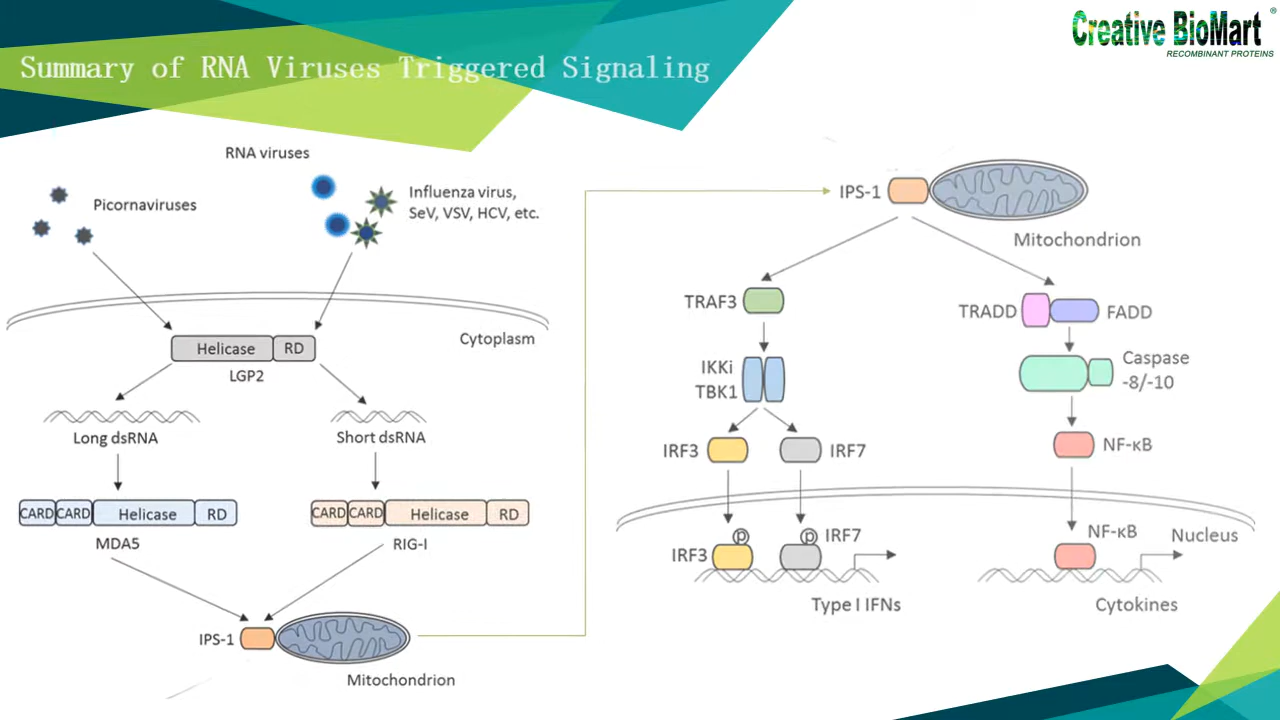 Creative BioMart
®
RECOMBINANT PROTEINS
Summary of RNA Viruses Triggered Signaling
RNA viruses
Picornaviruses
Influenza virus,
SeV, VSV, HCV, etc.
Cytoplasm
Helicase RD
LGP2
Long dsRNA
Short dsRNA
CARD CARD Helicase RD
MDA5
CARD CARD Helicase RD
RIG-I
IPS-1
Mitochondrion
IPS-1
Mitochondrion
TRAF3
TRADD
FADD
IKKi
TBK1
Caspase
-8/-10
IRF3
IRF7
NF-κB
p
p
IRF7
IRF3
NF-κB
Nucleus
Type I IFNs
Cytokines